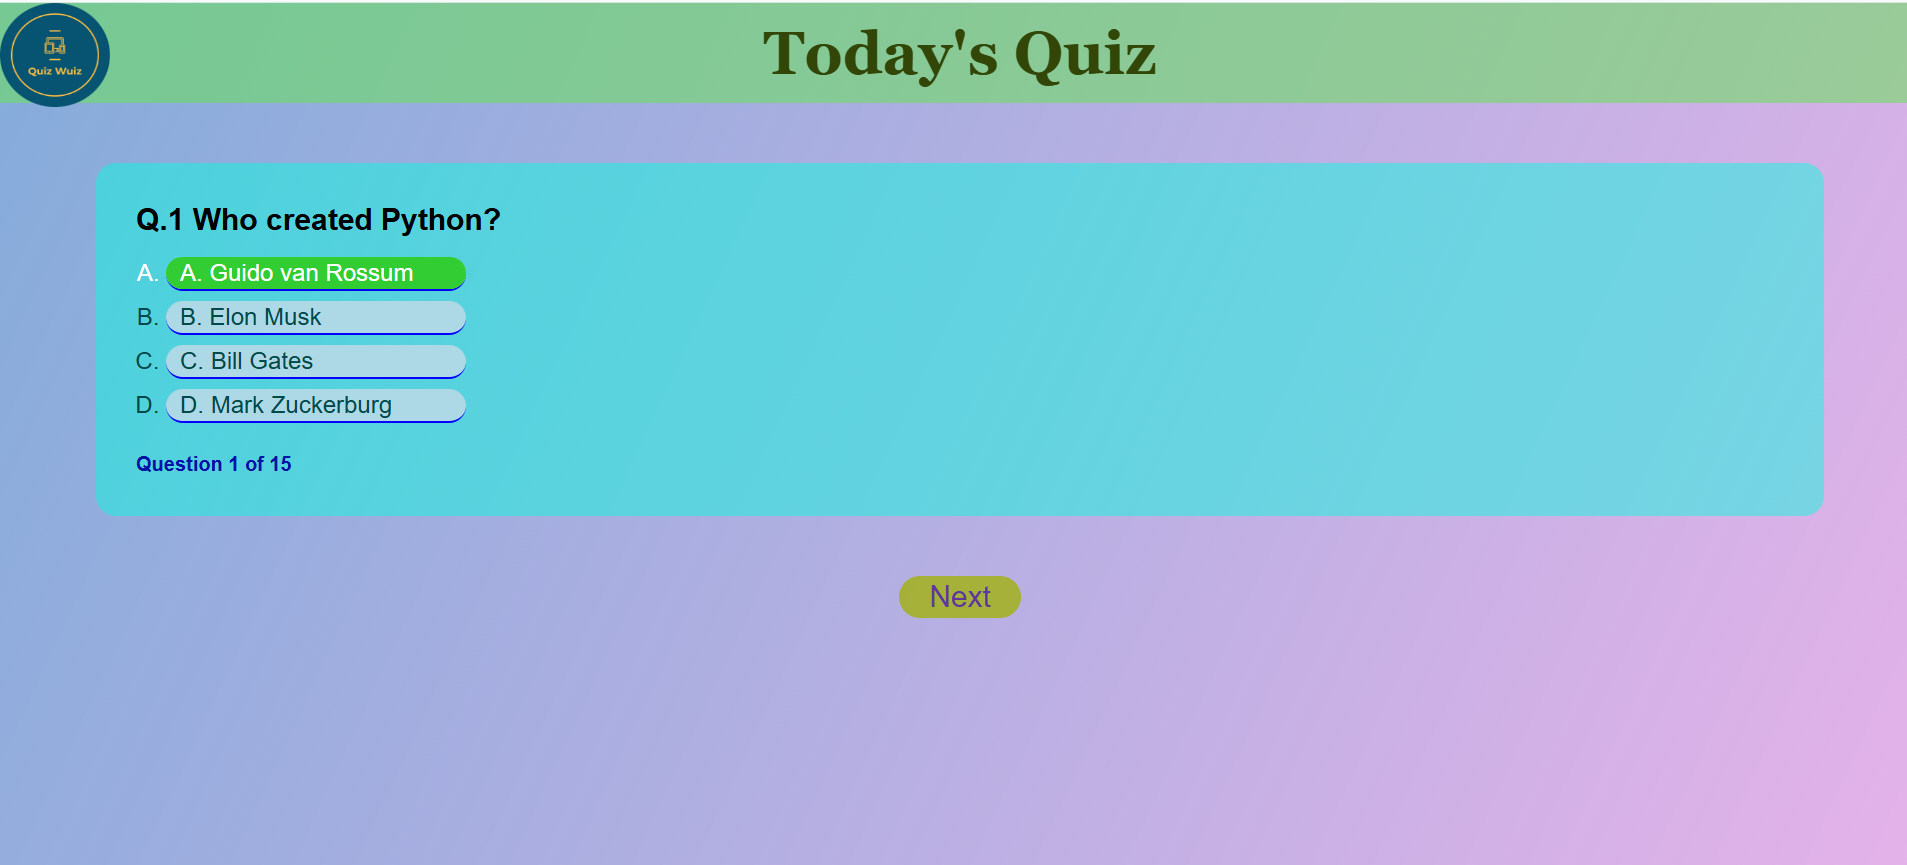 Quiz Wuiz
Today's Quiz
Q.1 Who created Python?
A. A. Guido van Rossum
B. B. Elon Musk
C. C. Bill Gates
D. D. Mark Zuckerburg
Question 1 of 15
Next